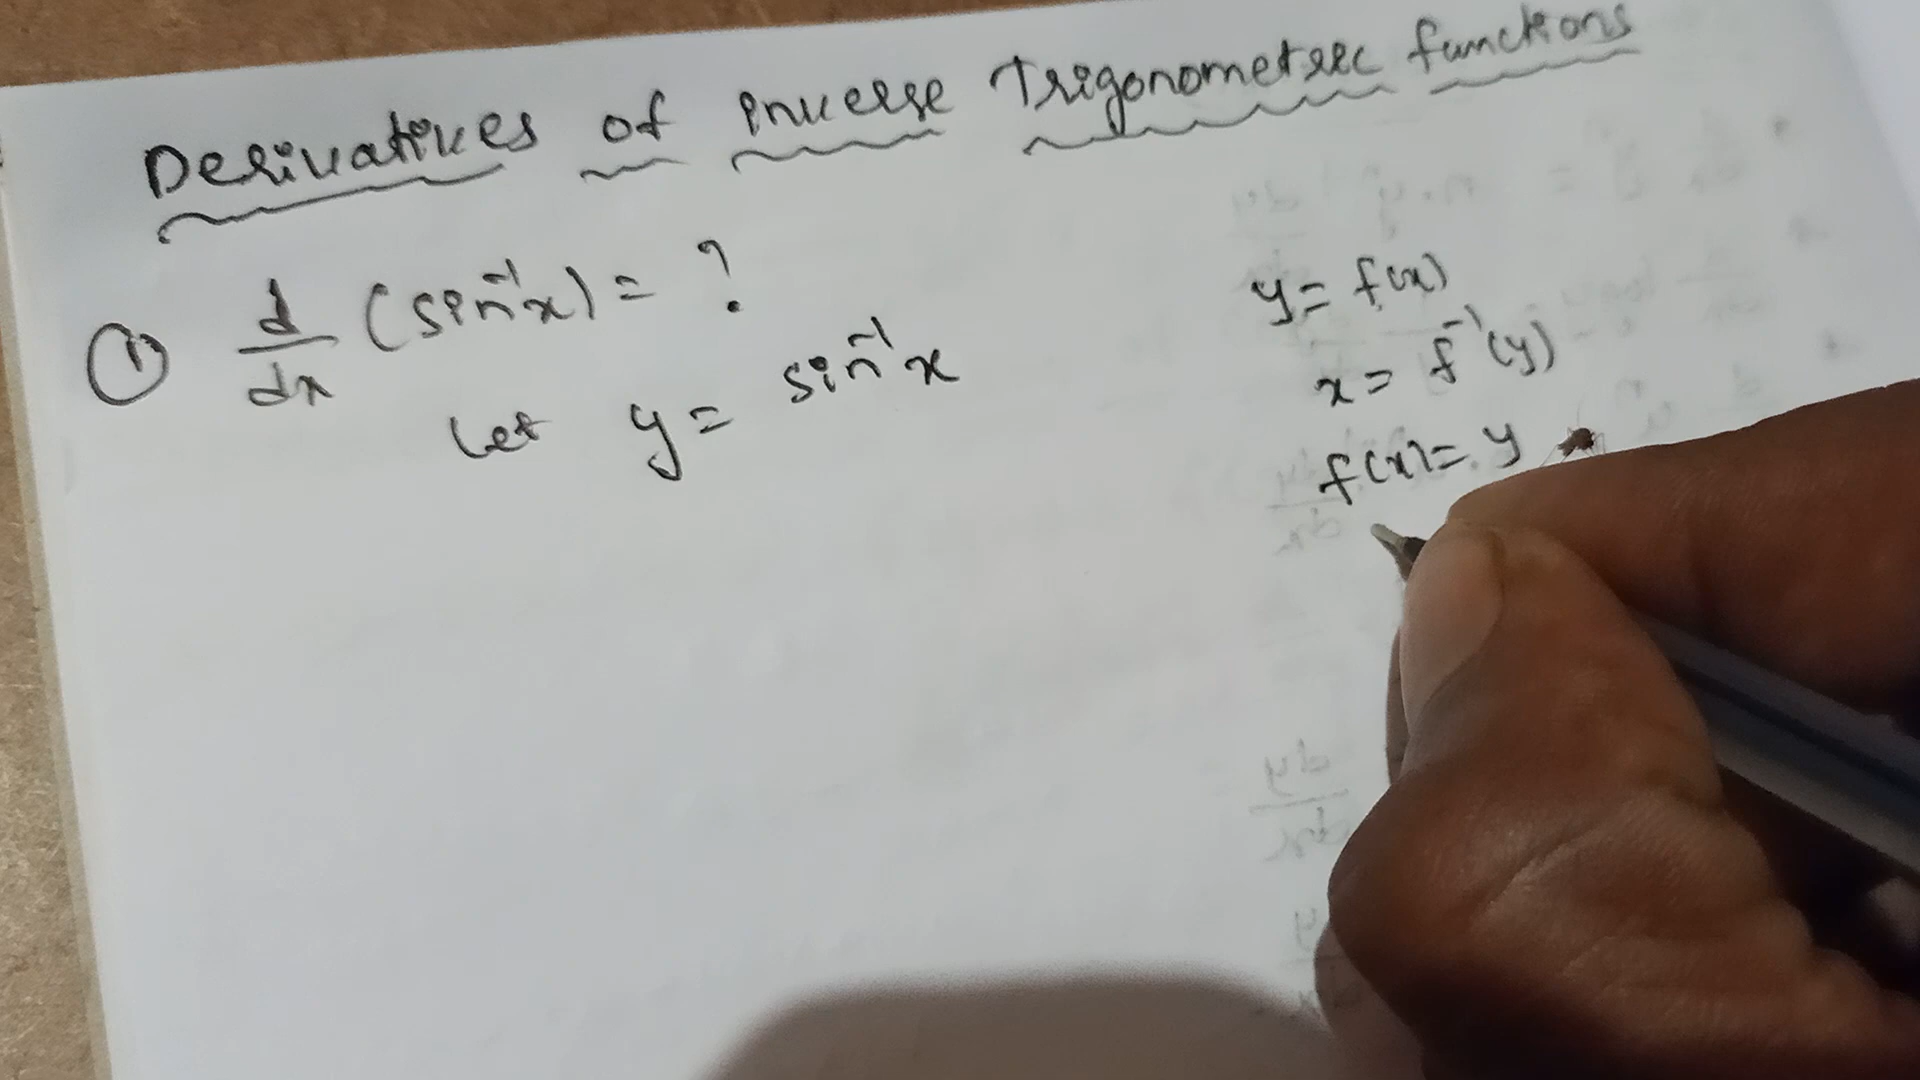 Derivatives of Inverse Trigonometric functions
① d/dx (sin⁻¹x) = ?
Let y = sin⁻¹x
y = f(x)
x = f⁻¹(y)
f(x) = y